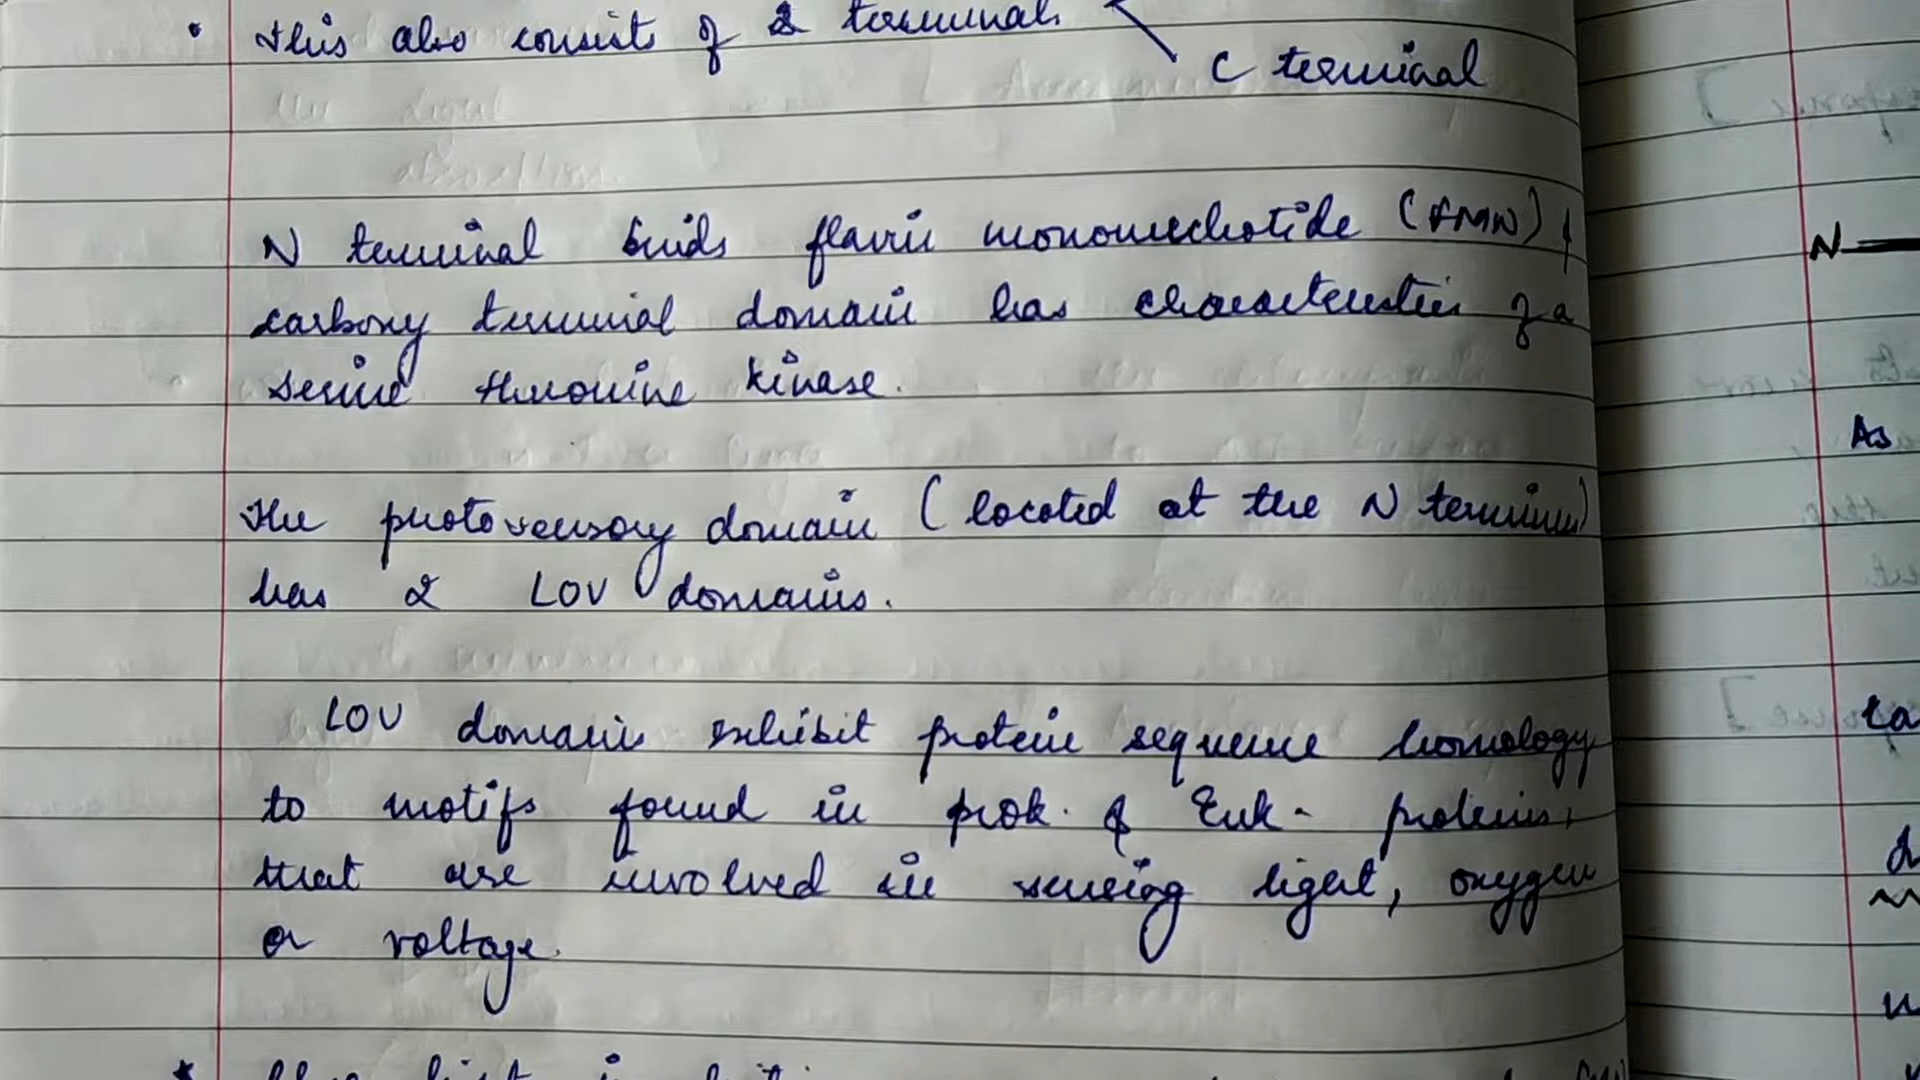 • This also consist of 2 terminal
C terminal
N terminal binds flavin mononucleotide (FMN) &
carboxy terminal domain has characteristics of a
serine threonine kinase.
The photosensory domain (located at the N terminus)
has 2 LOV domains.
LOV domains exhibit protein sequence homology
to motifs found in prok. & Euk. proteins,
that are involved in sensing light, oxygen
or voltage.
N
As